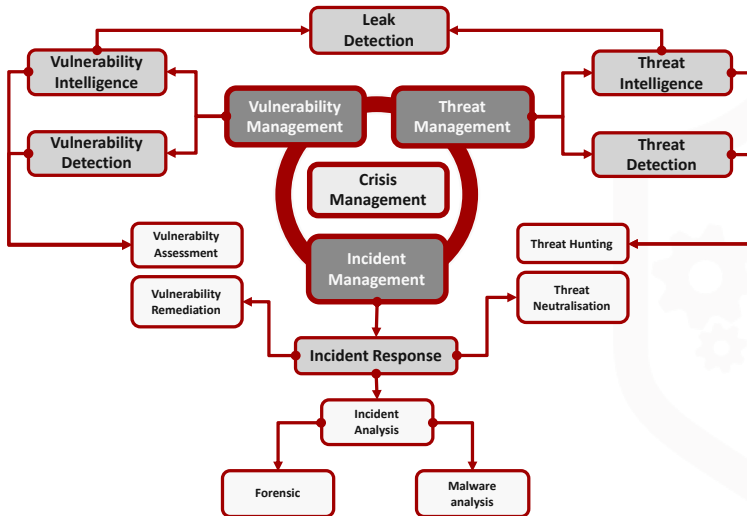 Leak
Detection
Vulnerability
Intelligence
Threat
Intelligence
Vulnerability
Management
Threat
Management
Vulnerability
Detection
Threat
Detection
Crisis
Management
Vulnerabilty
Assessment
Threat Hunting
Incident
Management
Vulnerability
Remediation
Threat
Neutralisation
Incident Response
Incident
Analysis
Forensic
Malware
analysis